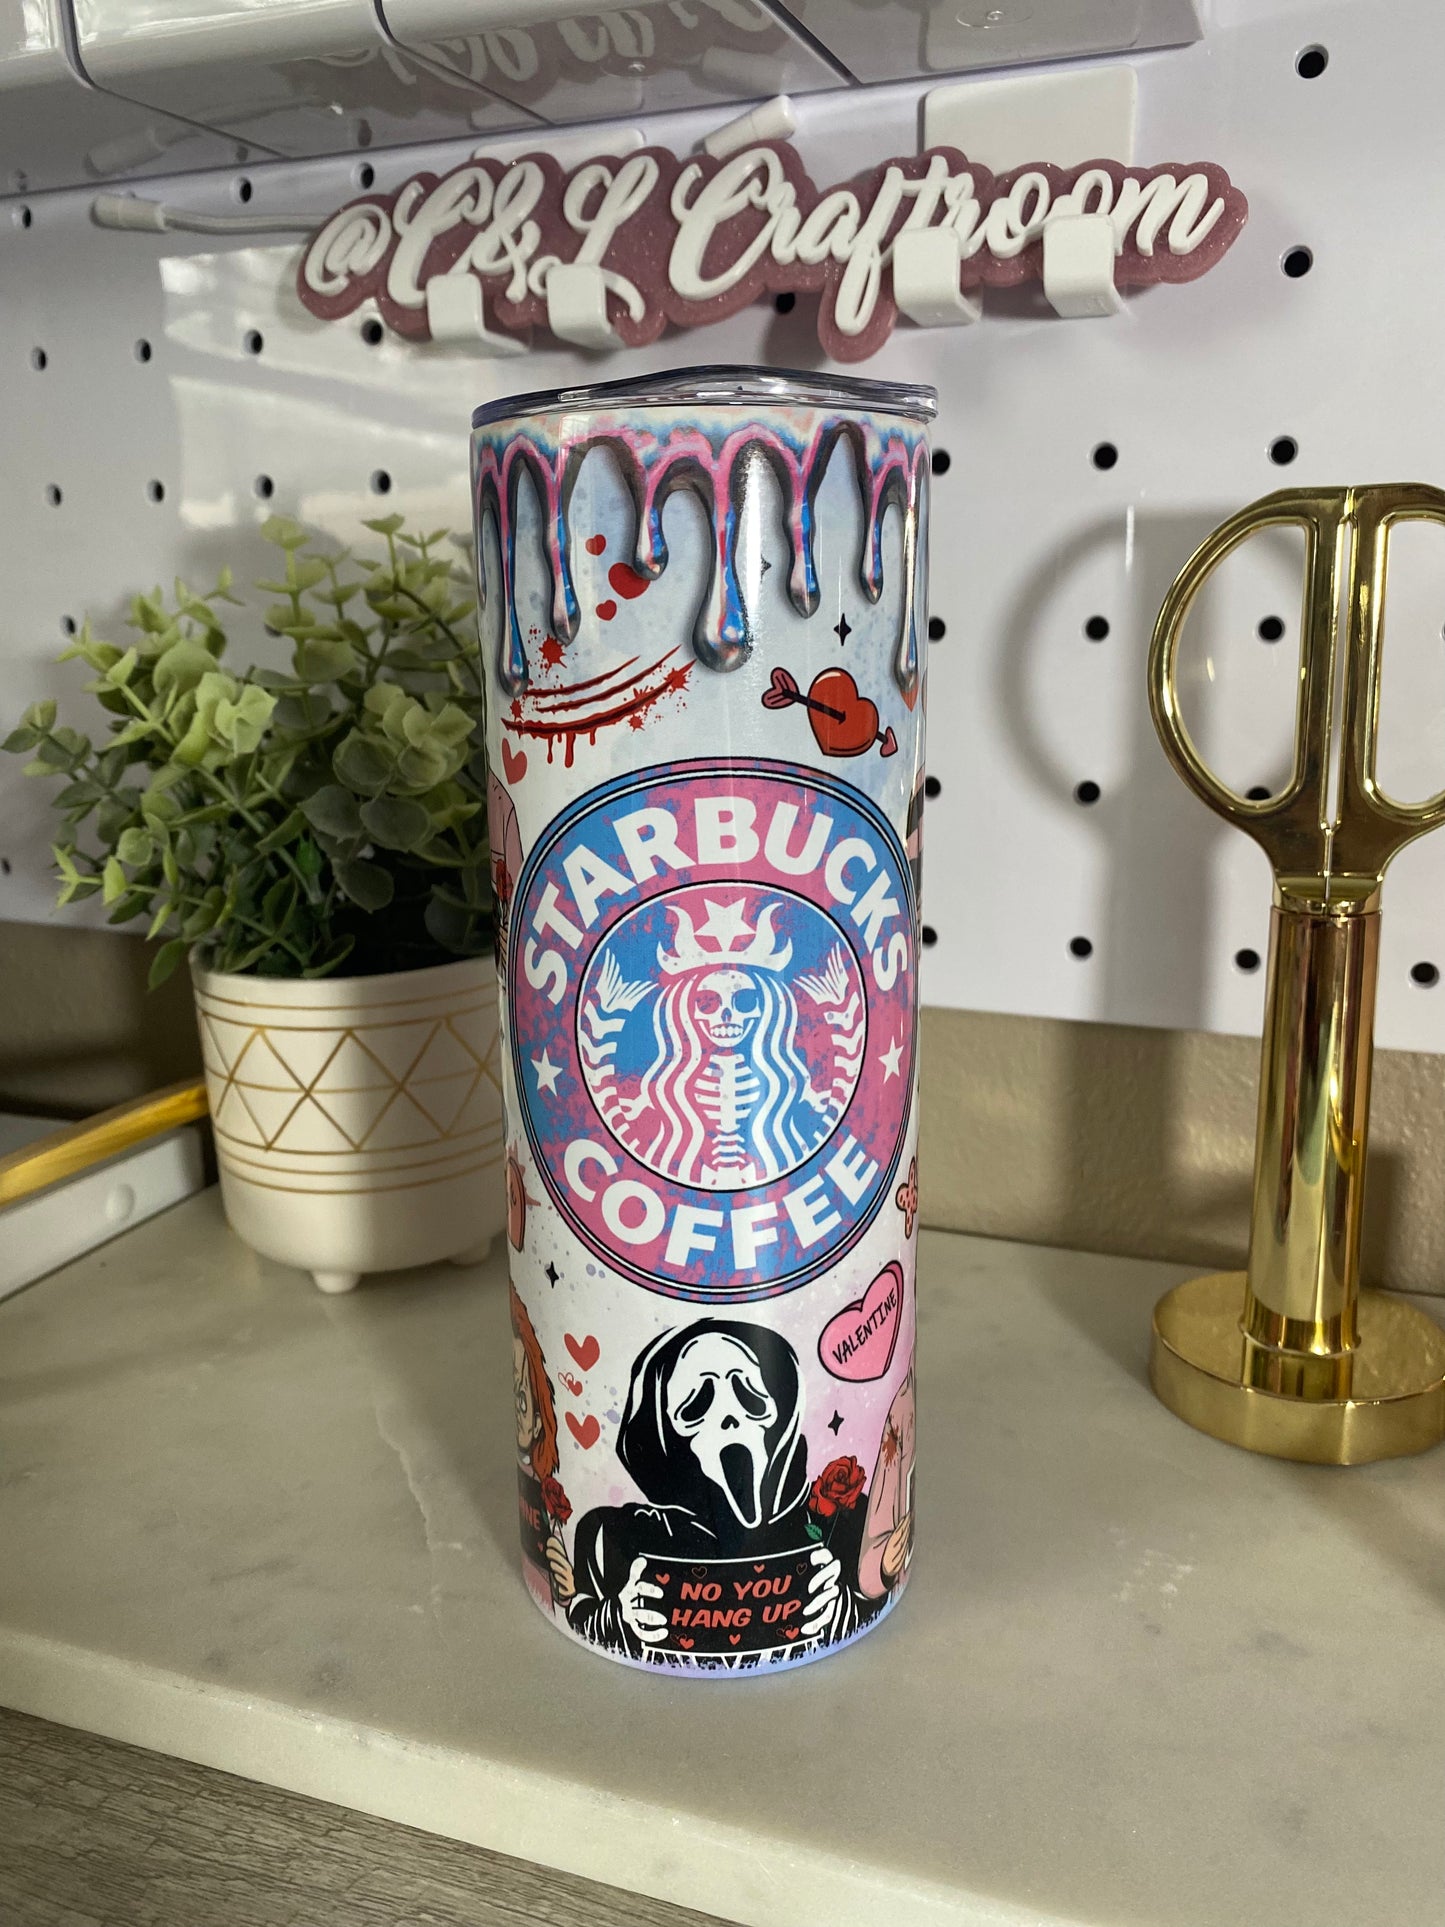 @C&L Craftroom
STARBUCKS
COFFEE
VALENTINE
NO YOU
HANG UP